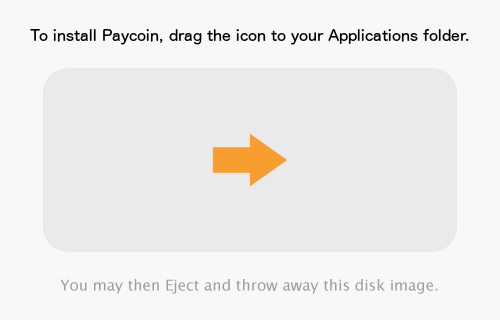 To install Paycoin, drag the icon to your Applications folder.
You may then Eject and throw away this disk image.